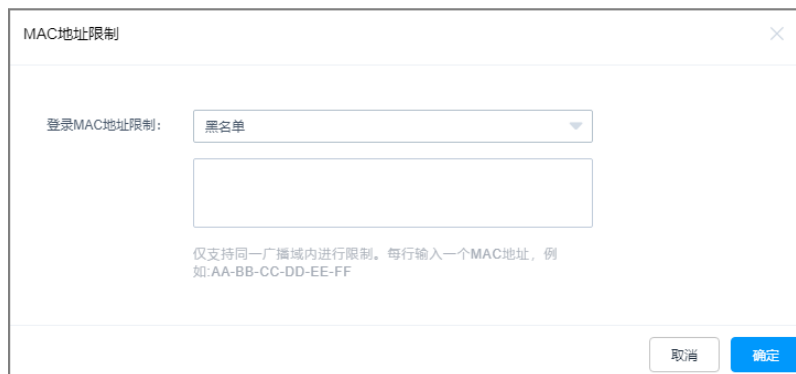 MAC地址限制
登录MAC地址限制：
黑名单
仅支持同一广播域内进行限制。每行输入一个MAC地址，例
如:AA-BB-CC-DD-EE-FF
取消
确定